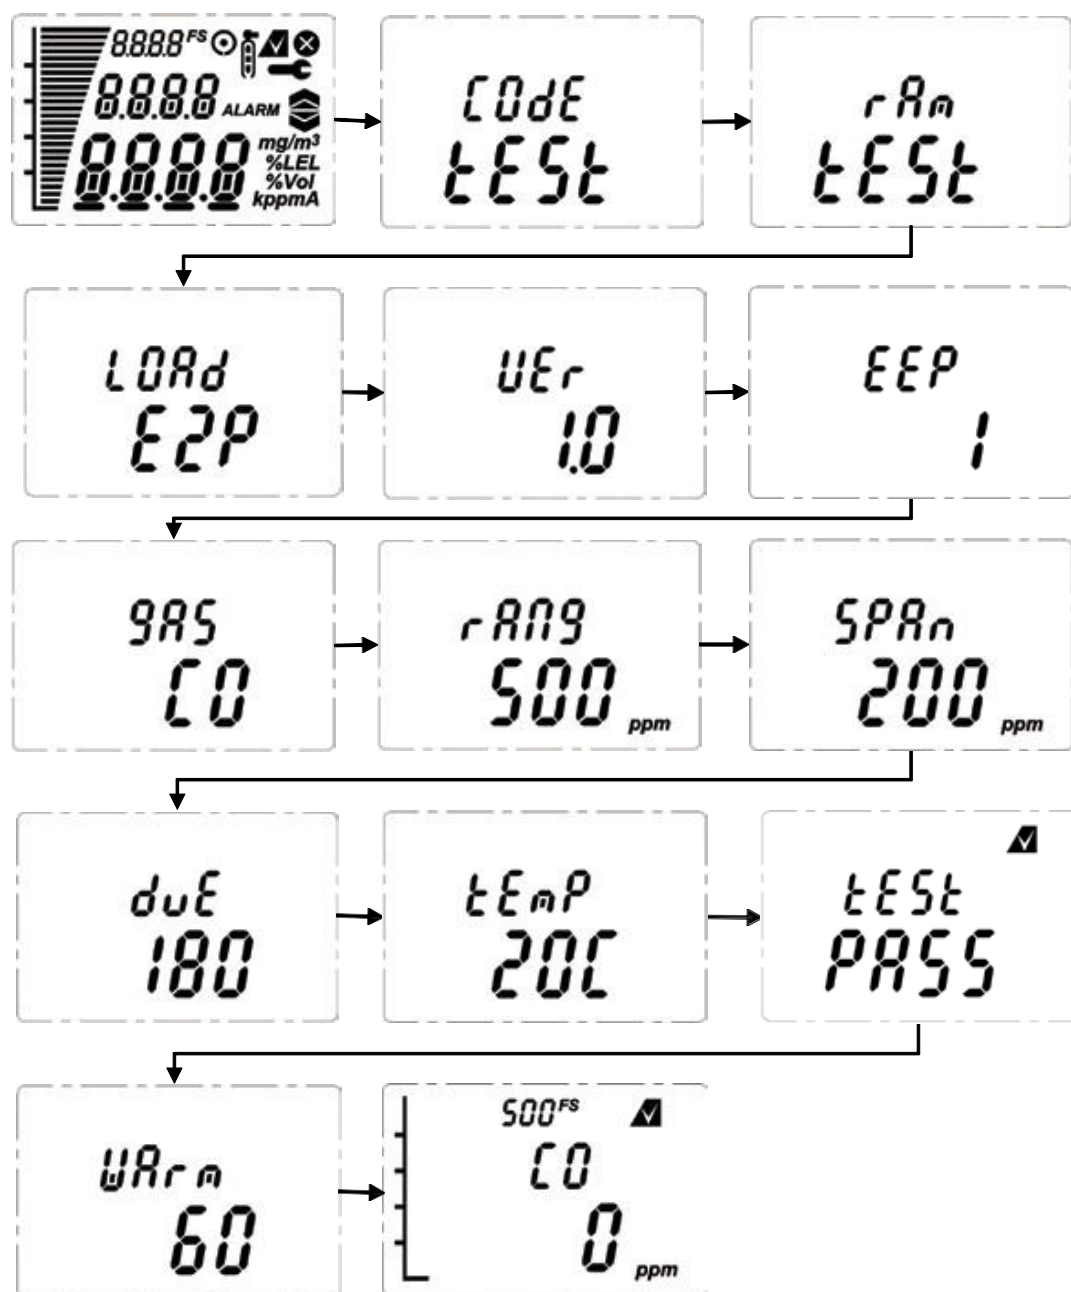 8.8.8.8 FS
8.8.8.8 ALARM
8.8.8.8 mg/m³
%LEL
%Vol
kppmA
COdE
tESt
rAm
tESt
LOAd
E2P
VEr
1.0
EEP
1
gAS
CO
rANg
500 ppm
SPAn
200 ppm
duE
180
tEmP
20C
tESt
PASS
WArm
60
500 FS
CO
0 ppm